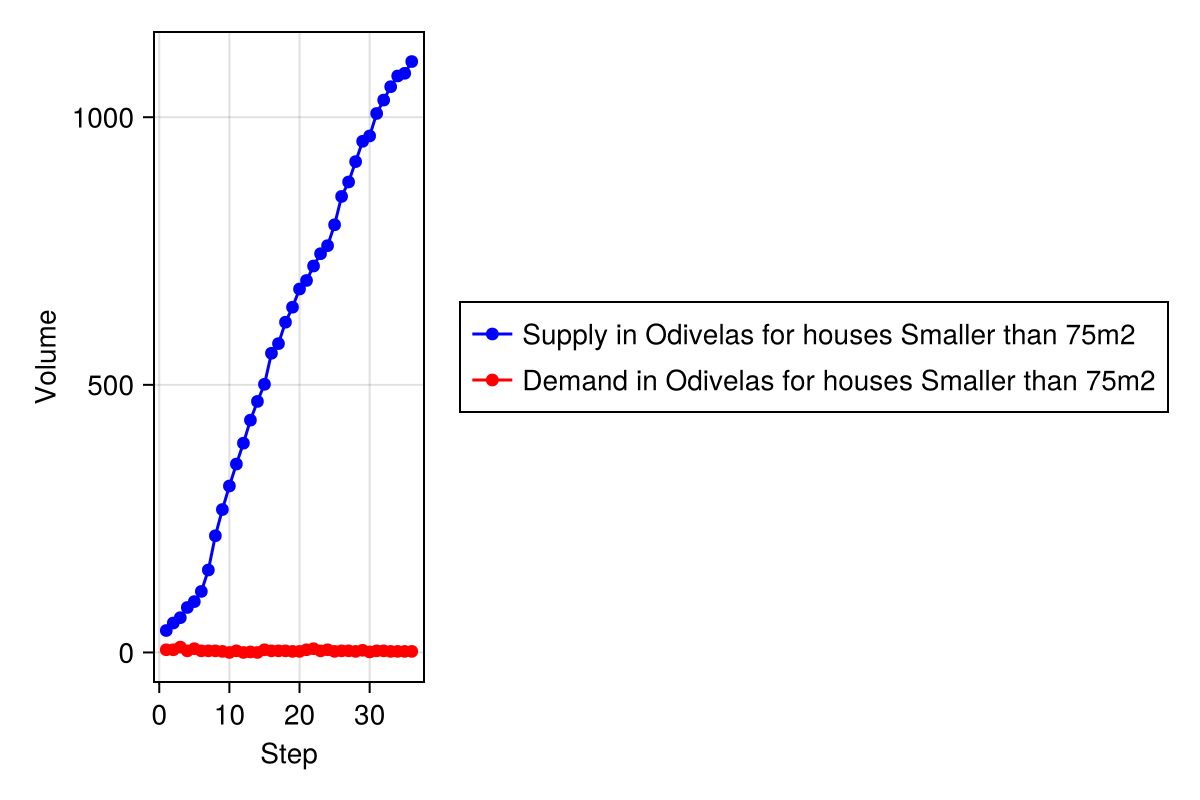 1000
500
0
Volume
0 10 20 30
Step
Supply in Odivelas for houses Smaller than 75m2
Demand in Odivelas for houses Smaller than 75m2